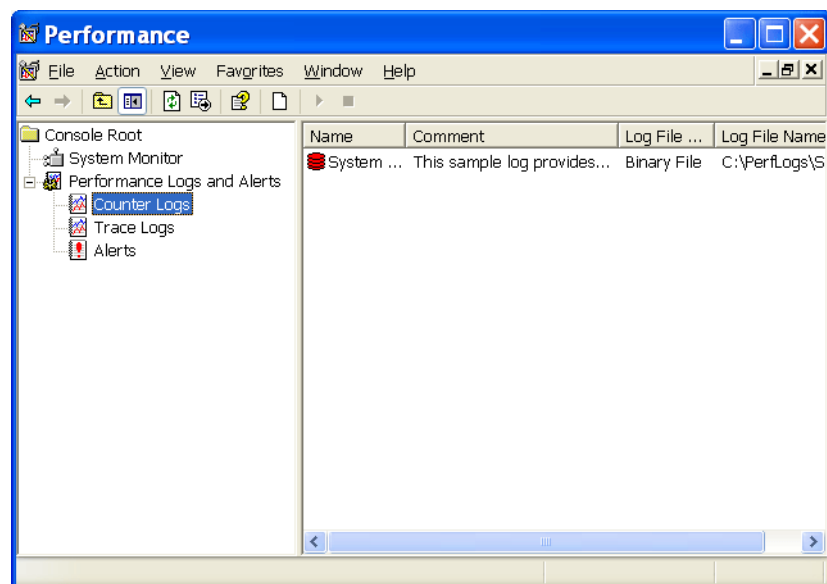 Performance
File Action View Favorites Window Help
Console Root
System Monitor
Performance Logs and Alerts
Counter Logs
Trace Logs
Alerts
Name Comment Log File ... Log File Name
System ... This sample log provides... Binary File C:\PerfLogs\S